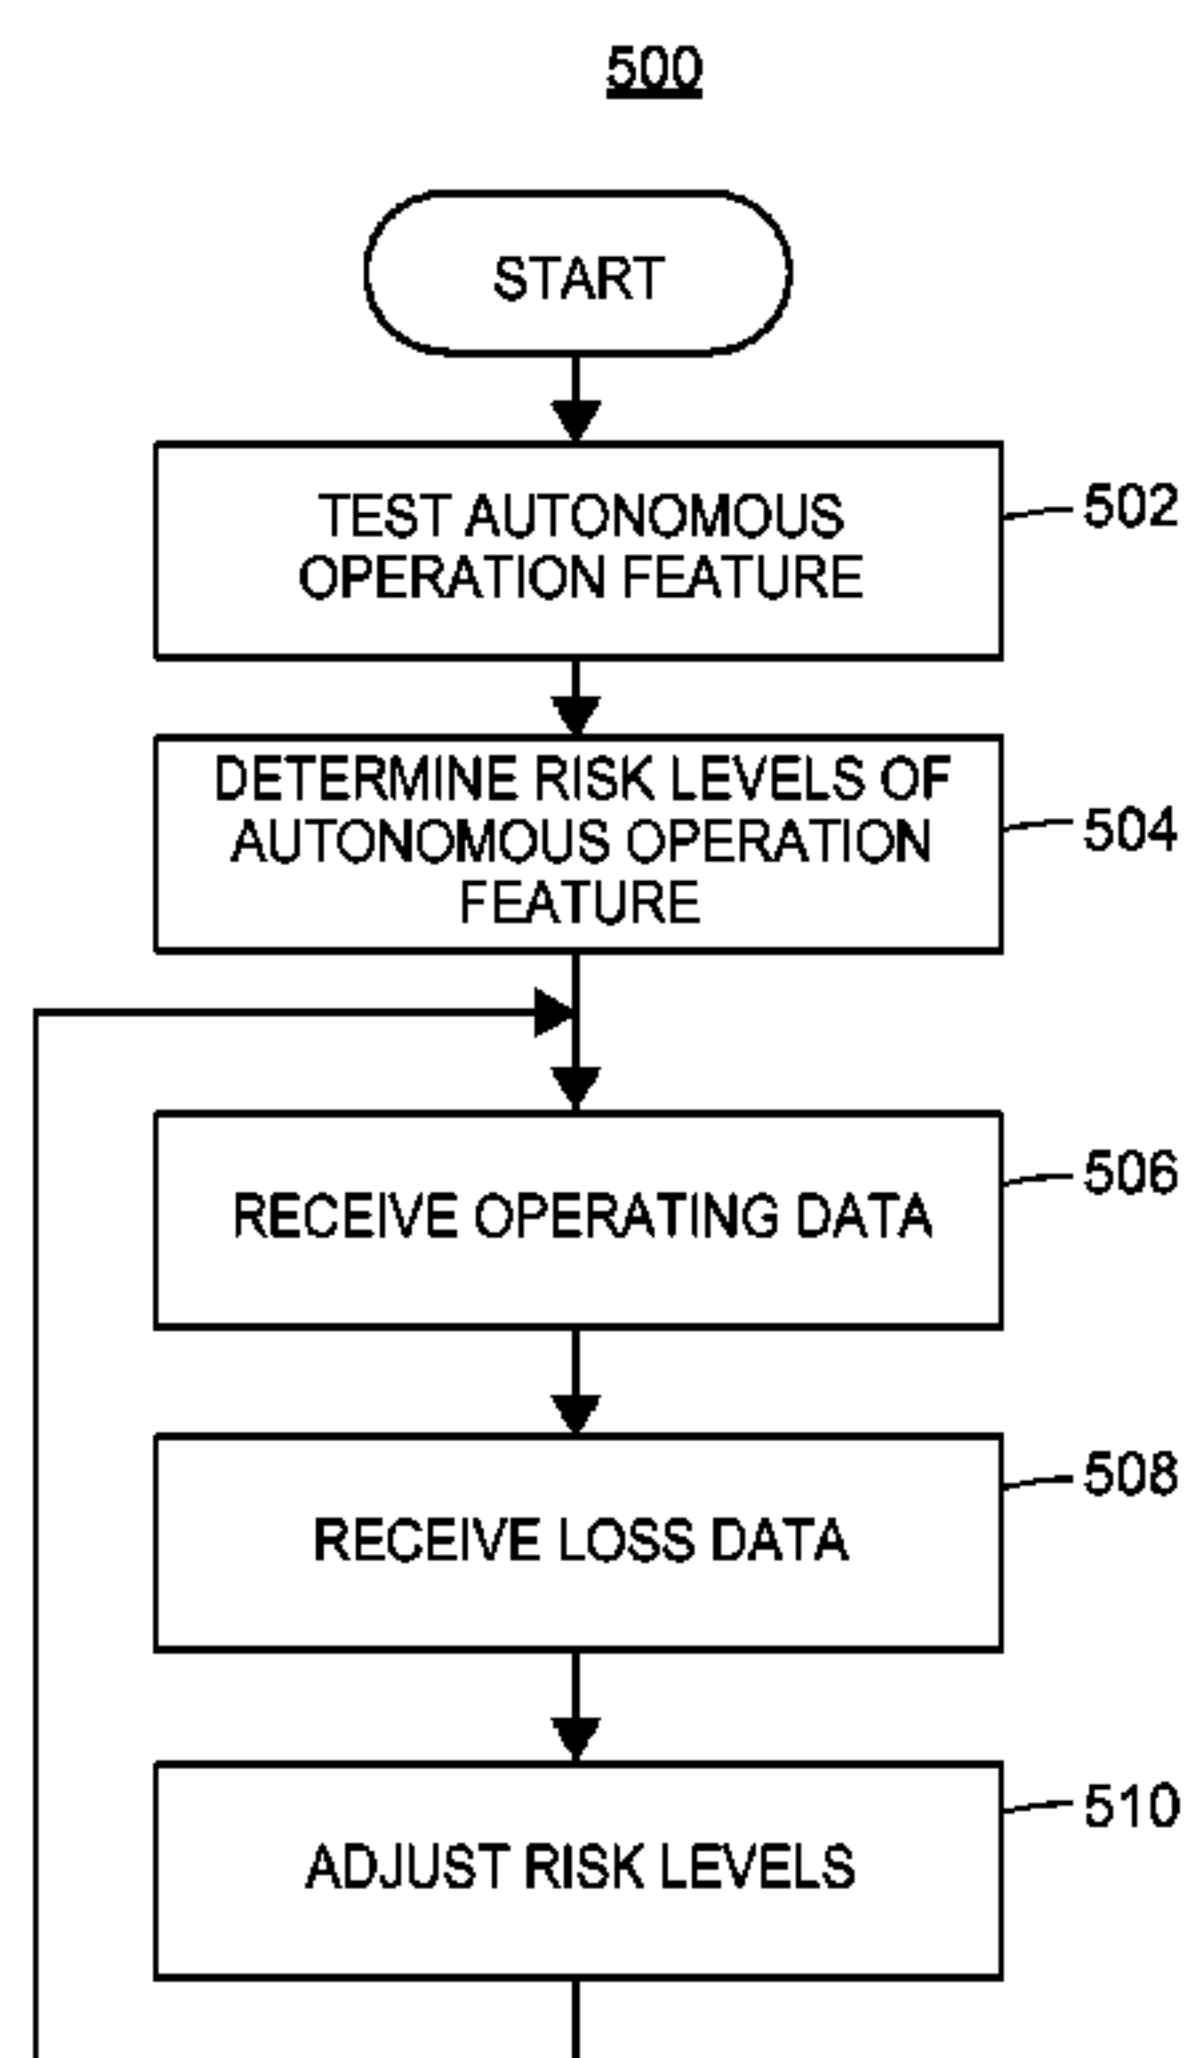 500
START
TEST AUTONOMOUS
OPERATION FEATURE
502
DETERMINE RISK LEVELS OF
AUTONOMOUS OPERATION
FEATURE
504
RECEIVE OPERATING DATA
506
RECEIVE LOSS DATA
508
ADJUST RISK LEVELS
510